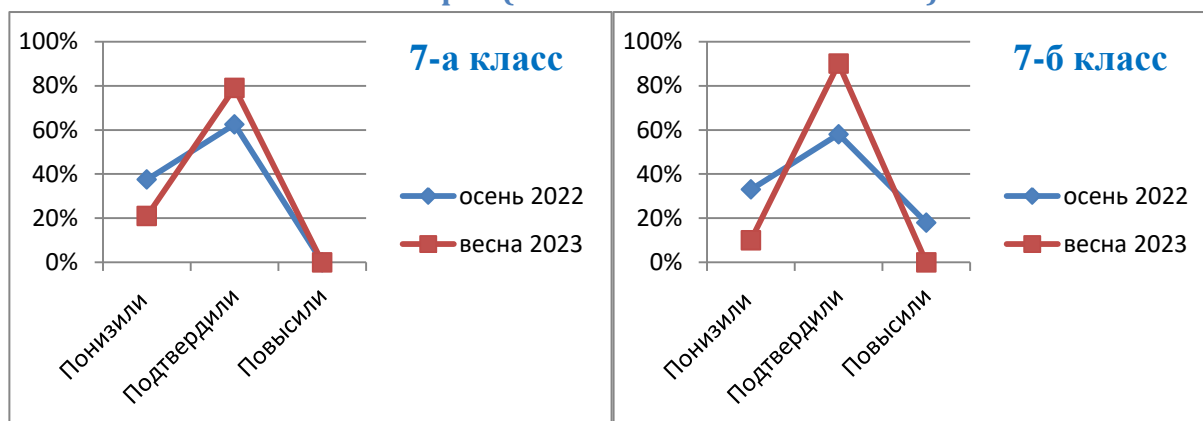 7-а класс
100%
80%
60%
40%
20%
0%
осень 2022
весна 2023
Понизили
Подтвердили
Повысили
7-б класс
100%
80%
60%
40%
20%
0%
осень 2022
весна 2023
Понизили
Подтвердили
Повысили